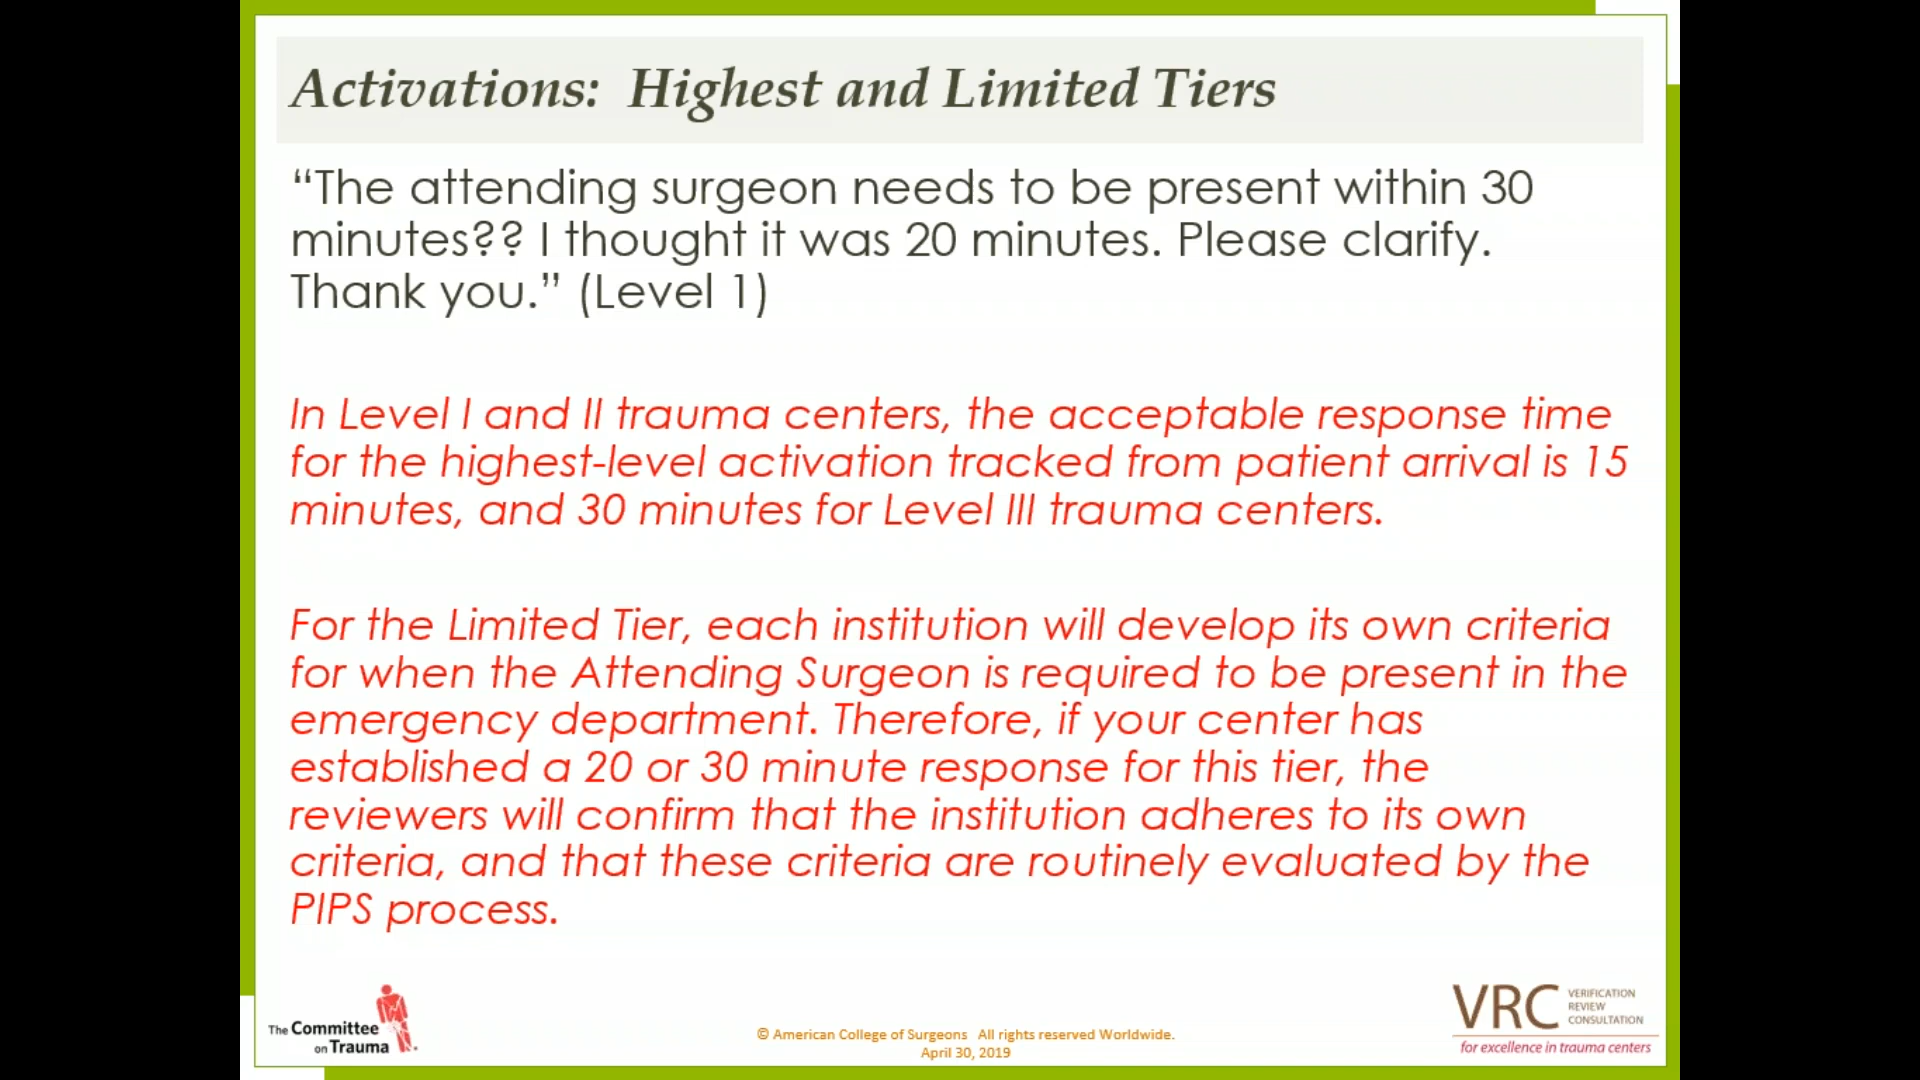 Activations: Highest and Limited Tiers
“The attending surgeon needs to be present within 30
minutes?? I thought it was 20 minutes. Please clarify.
Thank you.” (Level 1)
In Level I and II trauma centers, the acceptable response time
for the highest-level activation tracked from patient arrival is 15
minutes, and 30 minutes for Level III trauma centers.
For the Limited Tier, each institution will develop its own criteria
for when the Attending Surgeon is required to be present in the
emergency department. Therefore, if your center has
established a 20 or 30 minute response for this tier, the
reviewers will confirm that the institution adheres to its own
criteria, and that these criteria are routinely evaluated by the
PIPS process.
The Committee
on Trauma
© American College of Surgeons All rights reserved Worldwide.
April 30, 2019
VRC
VERIFICATION
REVIEW
CONSULTATION
for excellence in trauma centers